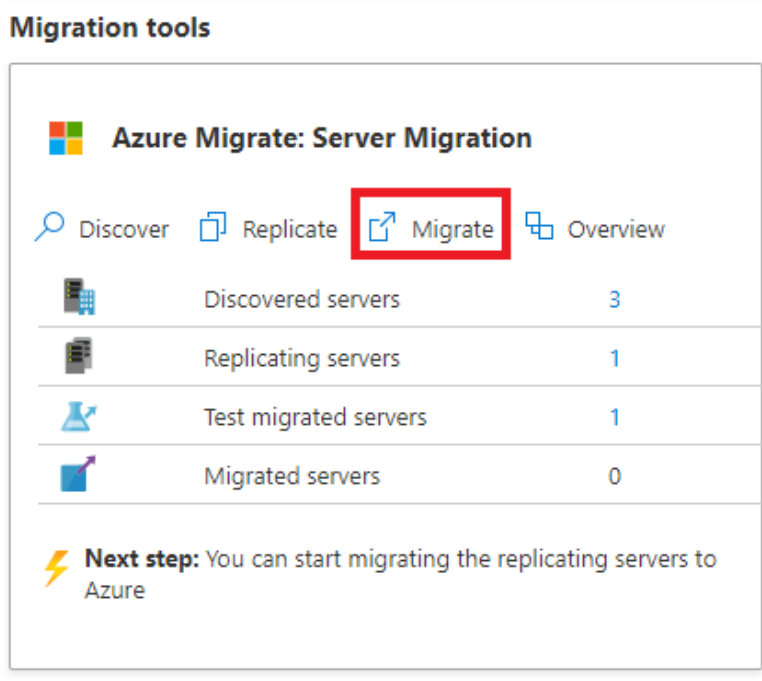 Migration tools
Azure Migrate: Server Migration
Discover Replicate Migrate Overview
Discovered servers 3
Replicating servers 1
Test migrated servers 1
Migrated servers 0
Next step: You can start migrating the replicating servers to
Azure